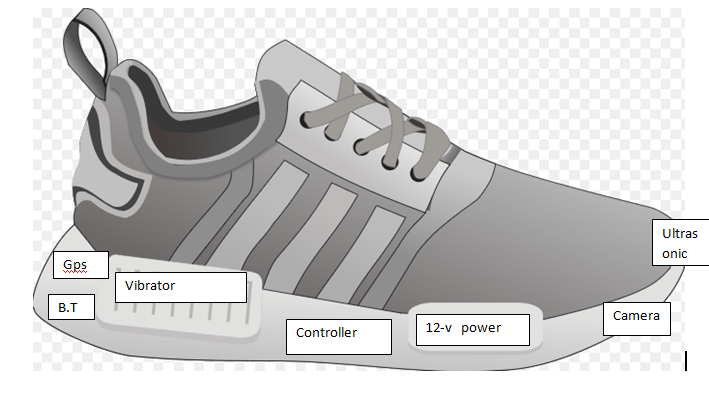 Ultras
onic
Gps
Vibrator
B.T
Camera
Controller
12-v power